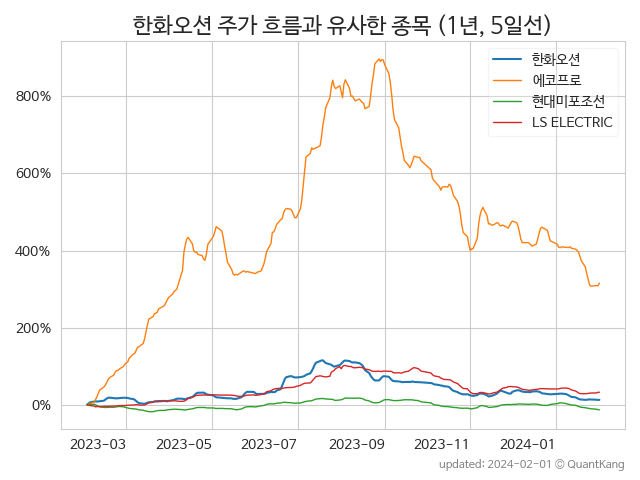 한화오션 주가 흐름과 유사한 종목 (1년, 5일선)
한화오션
에코프로
현대미포조선
LS ELECTRIC
800%
600%
400%
200%
0%
2023-03 2023-05 2023-07 2023-09 2023-11 2024-01
updated: 2024-02-01 © QuantKang